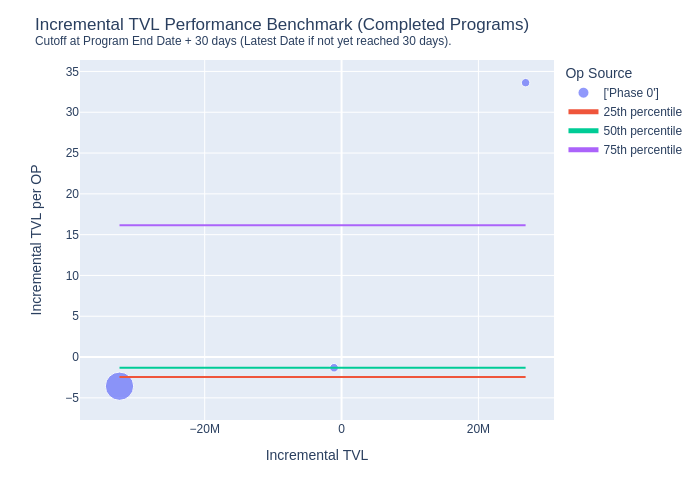 Incremental TVL Performance Benchmark (Completed Programs)
Cutoff at Program End Date + 30 days (Latest Date if not yet reached 30 days).
Op Source
['Phase 0']
25th percentile
50th percentile
75th percentile
Incremental TVL per OP
35
30
25
20
15
10
5
0
−5
−20M
0
20M
Incremental TVL